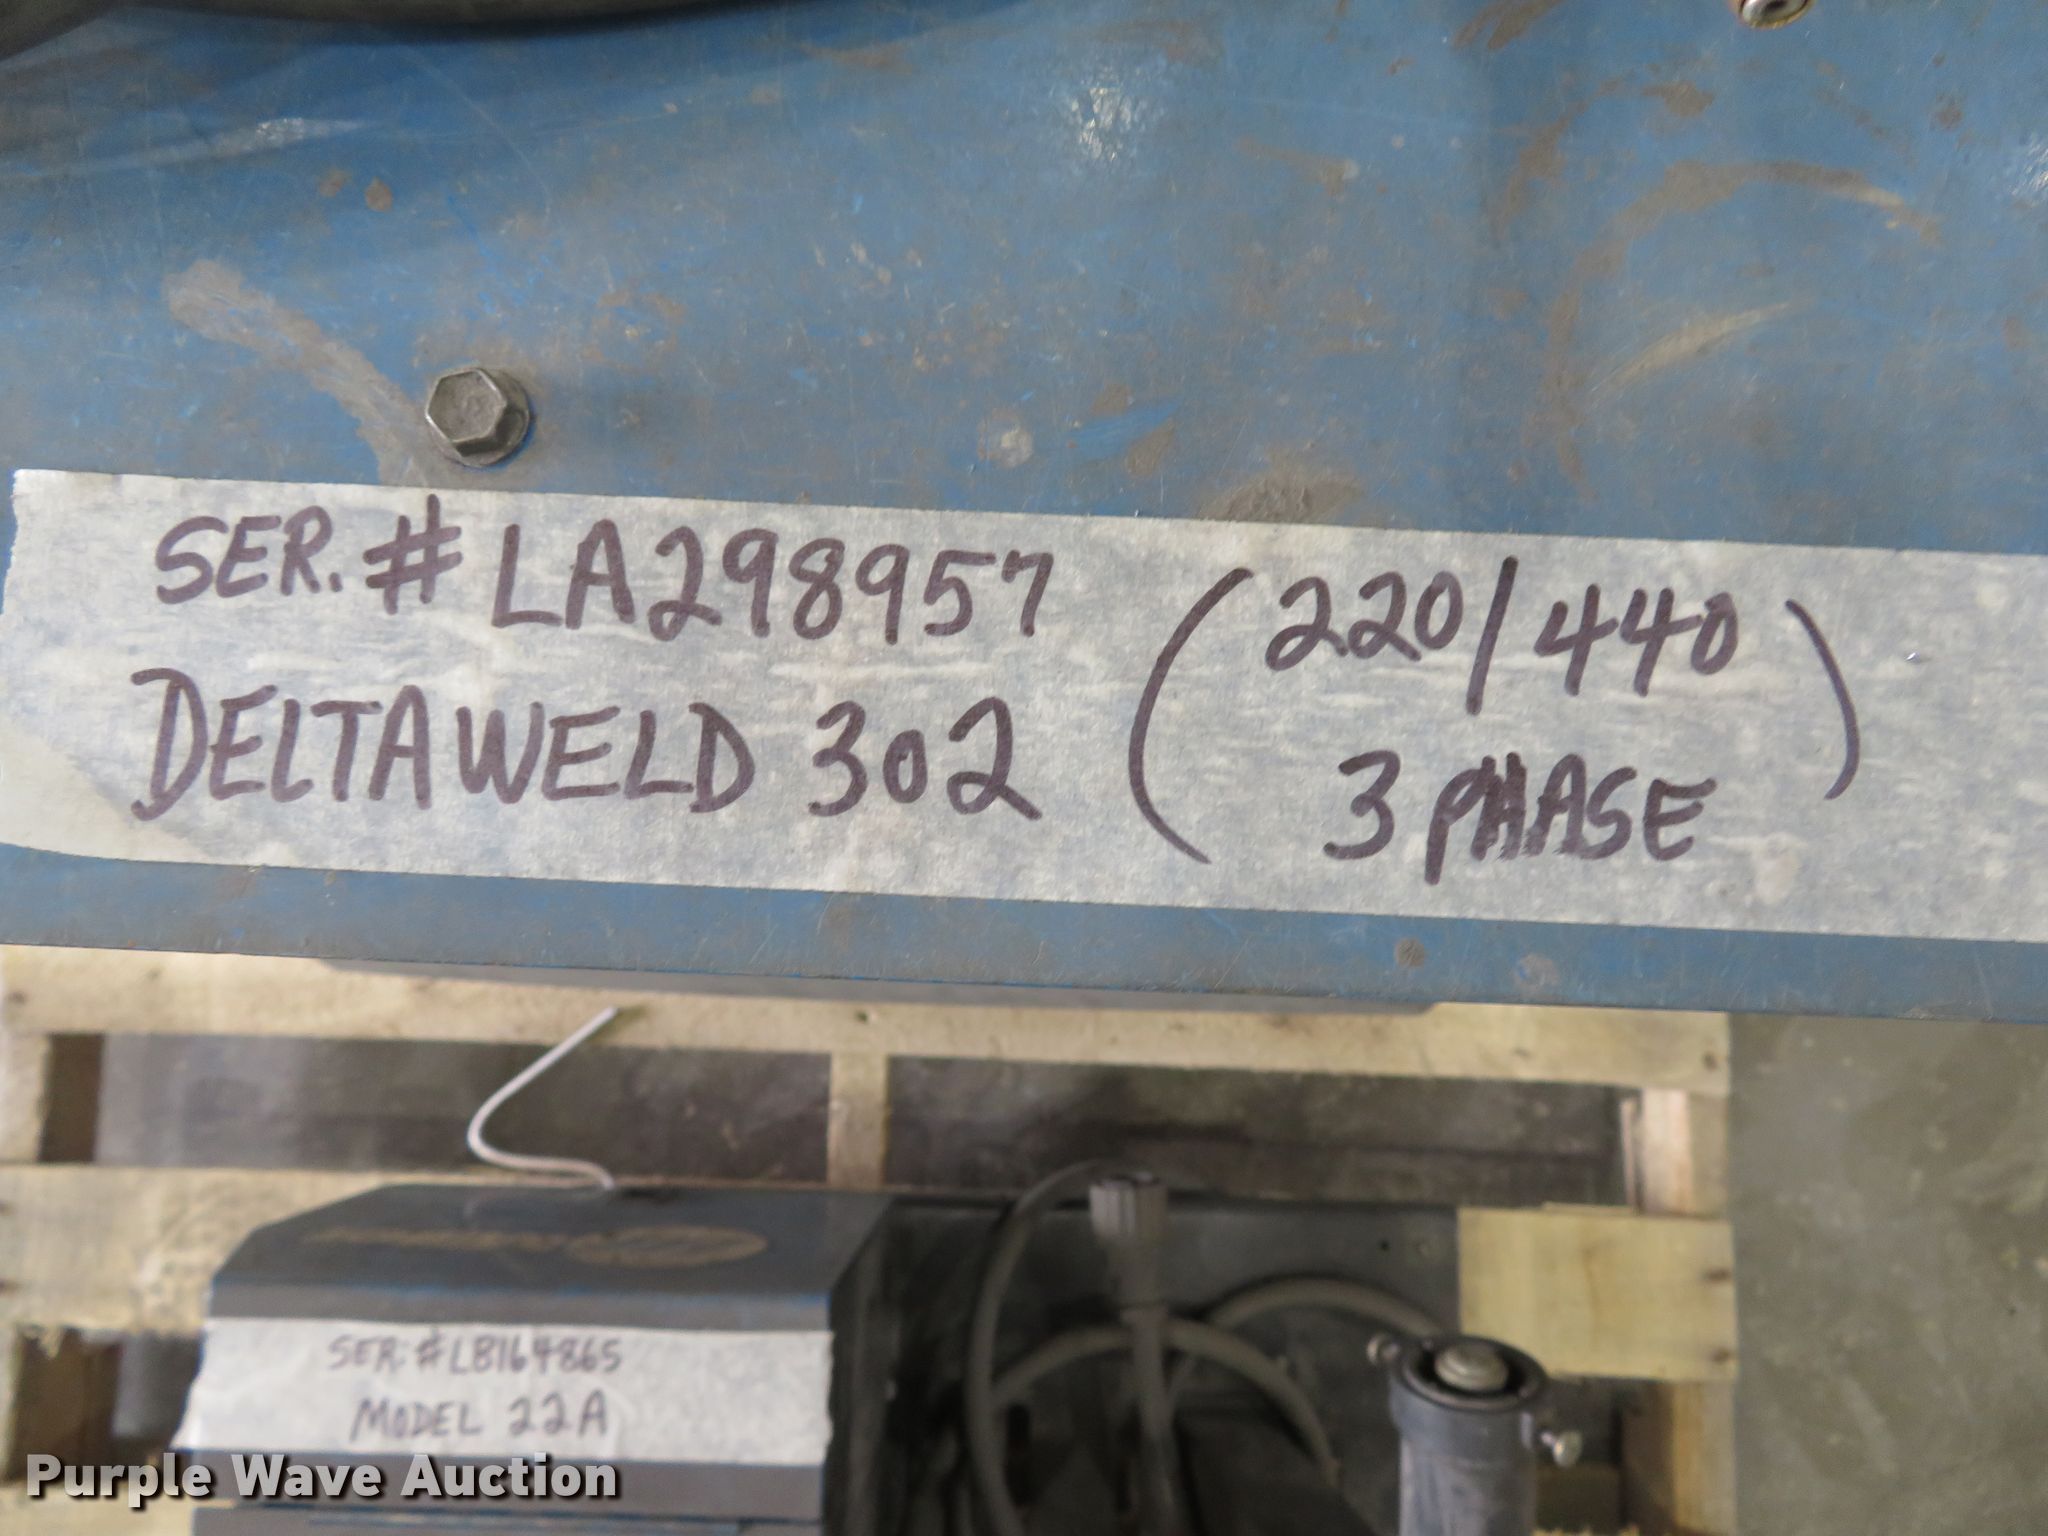 SER. # LA298957
DELTAWELD 302
(220/440
3 PHASE)
SER. # LB164865
MODEL 22A
Purple Wave Auction